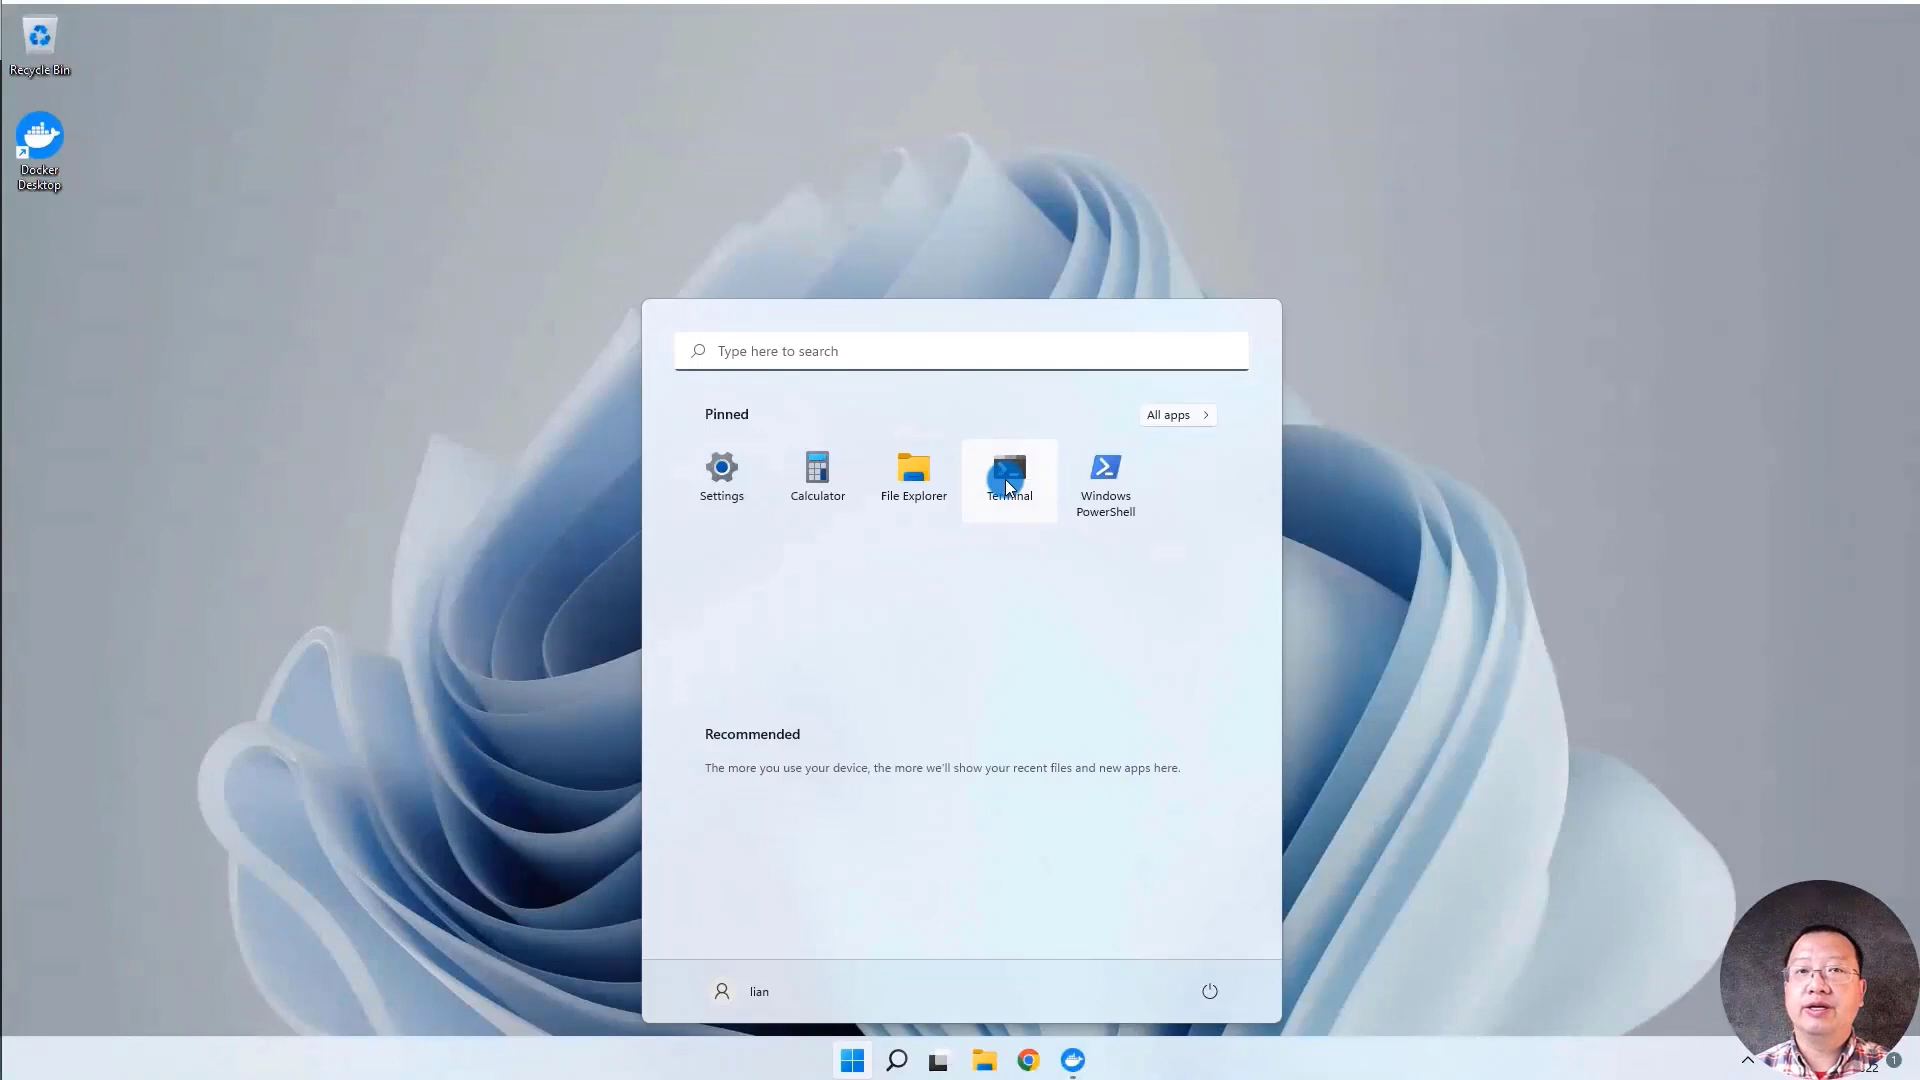 Recycle Bin
Docker
Desktop
Type here to search
Pinned
All apps
Settings
Calculator
File Explorer
Terminal
Windows
PowerShell
Recommended
The more you use your device, the more we'll show your recent files and new apps here.
lian
22
1